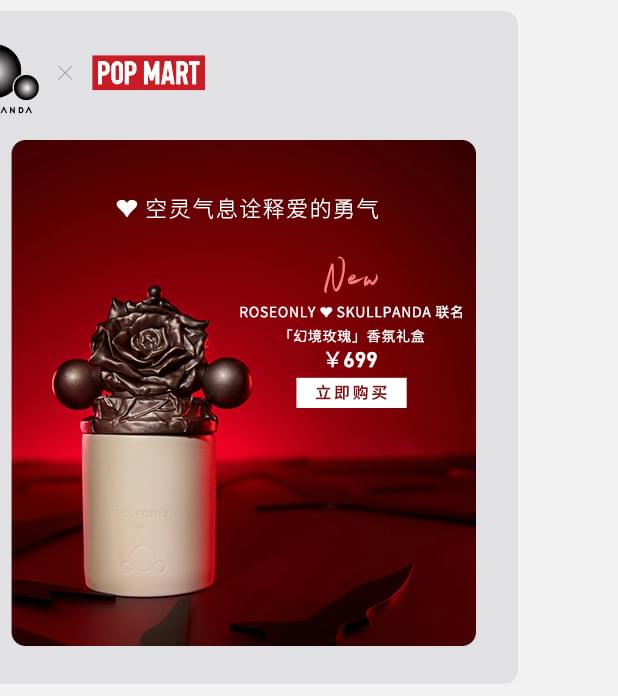 POP MART
ANDA
♥ 空灵气息诠释爱的勇气
New
ROSEONLY ♥ SKULLPANDA 联名
「幻境玫瑰」香氛礼盒
¥699
立即购买
ROSEONLY